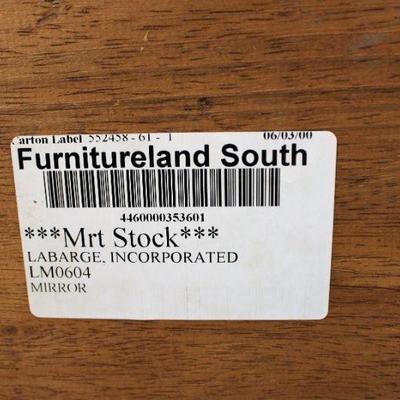 Carton Label 552458-61- 1 06/03/00
Furnitureland South
4460000353601
***Mrt Stock***
LABARGE, INCORPORATED
LM0604
MIRROR